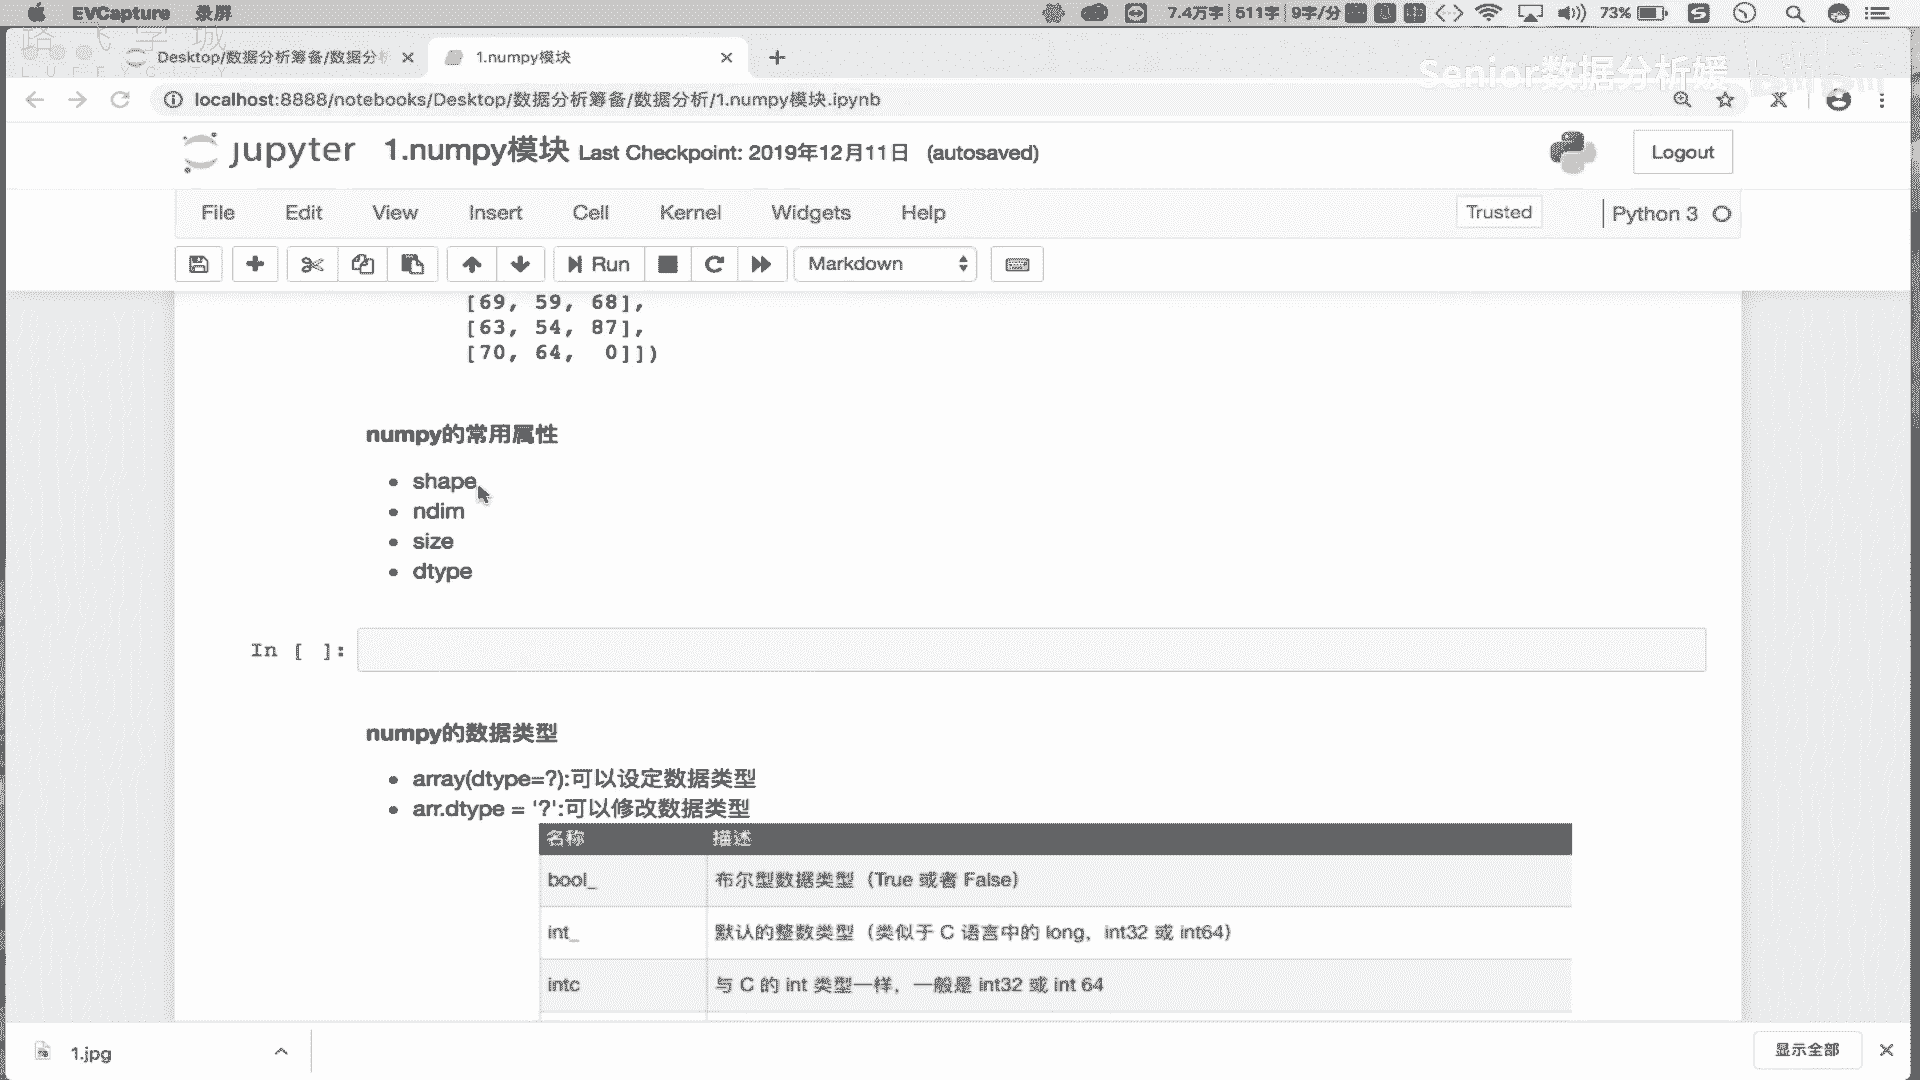 EVCapture 录屏 7.4万字 511字 9字/分 73%
路飞学城
LUFFYCITY
Desktop/数据分析筹备/数据分析
1.numpy模块
Senior数据分析媛
localhost:8888/notebooks/Desktop/数据分析筹备/数据分析/1.numpy模块.ipynb
jupyter 1.numpy模块 Last Checkpoint: 2019年12月11日 (autosaved)
Logout
File Edit View Insert Cell Kernel Widgets Help Trusted Python 3
Run Markdown
[69, 59, 68],
[63, 54, 87],
[70, 64, 0]])
numpy的常用属性
shape
ndim
size
dtype
In [ ]:
numpy的数据类型
array(dtype=?):可以设定数据类型
arr.dtype = '?':可以修改数据类型
名称 描述
bool_ 布尔型数据类型（True 或者 False）
int_ 默认的整数类型（类似于 C 语言中的 long，int32 或 int64）
intc 与 C 的 int 类型一样，一般是 int32 或 int 64
1.jpg
显示全部